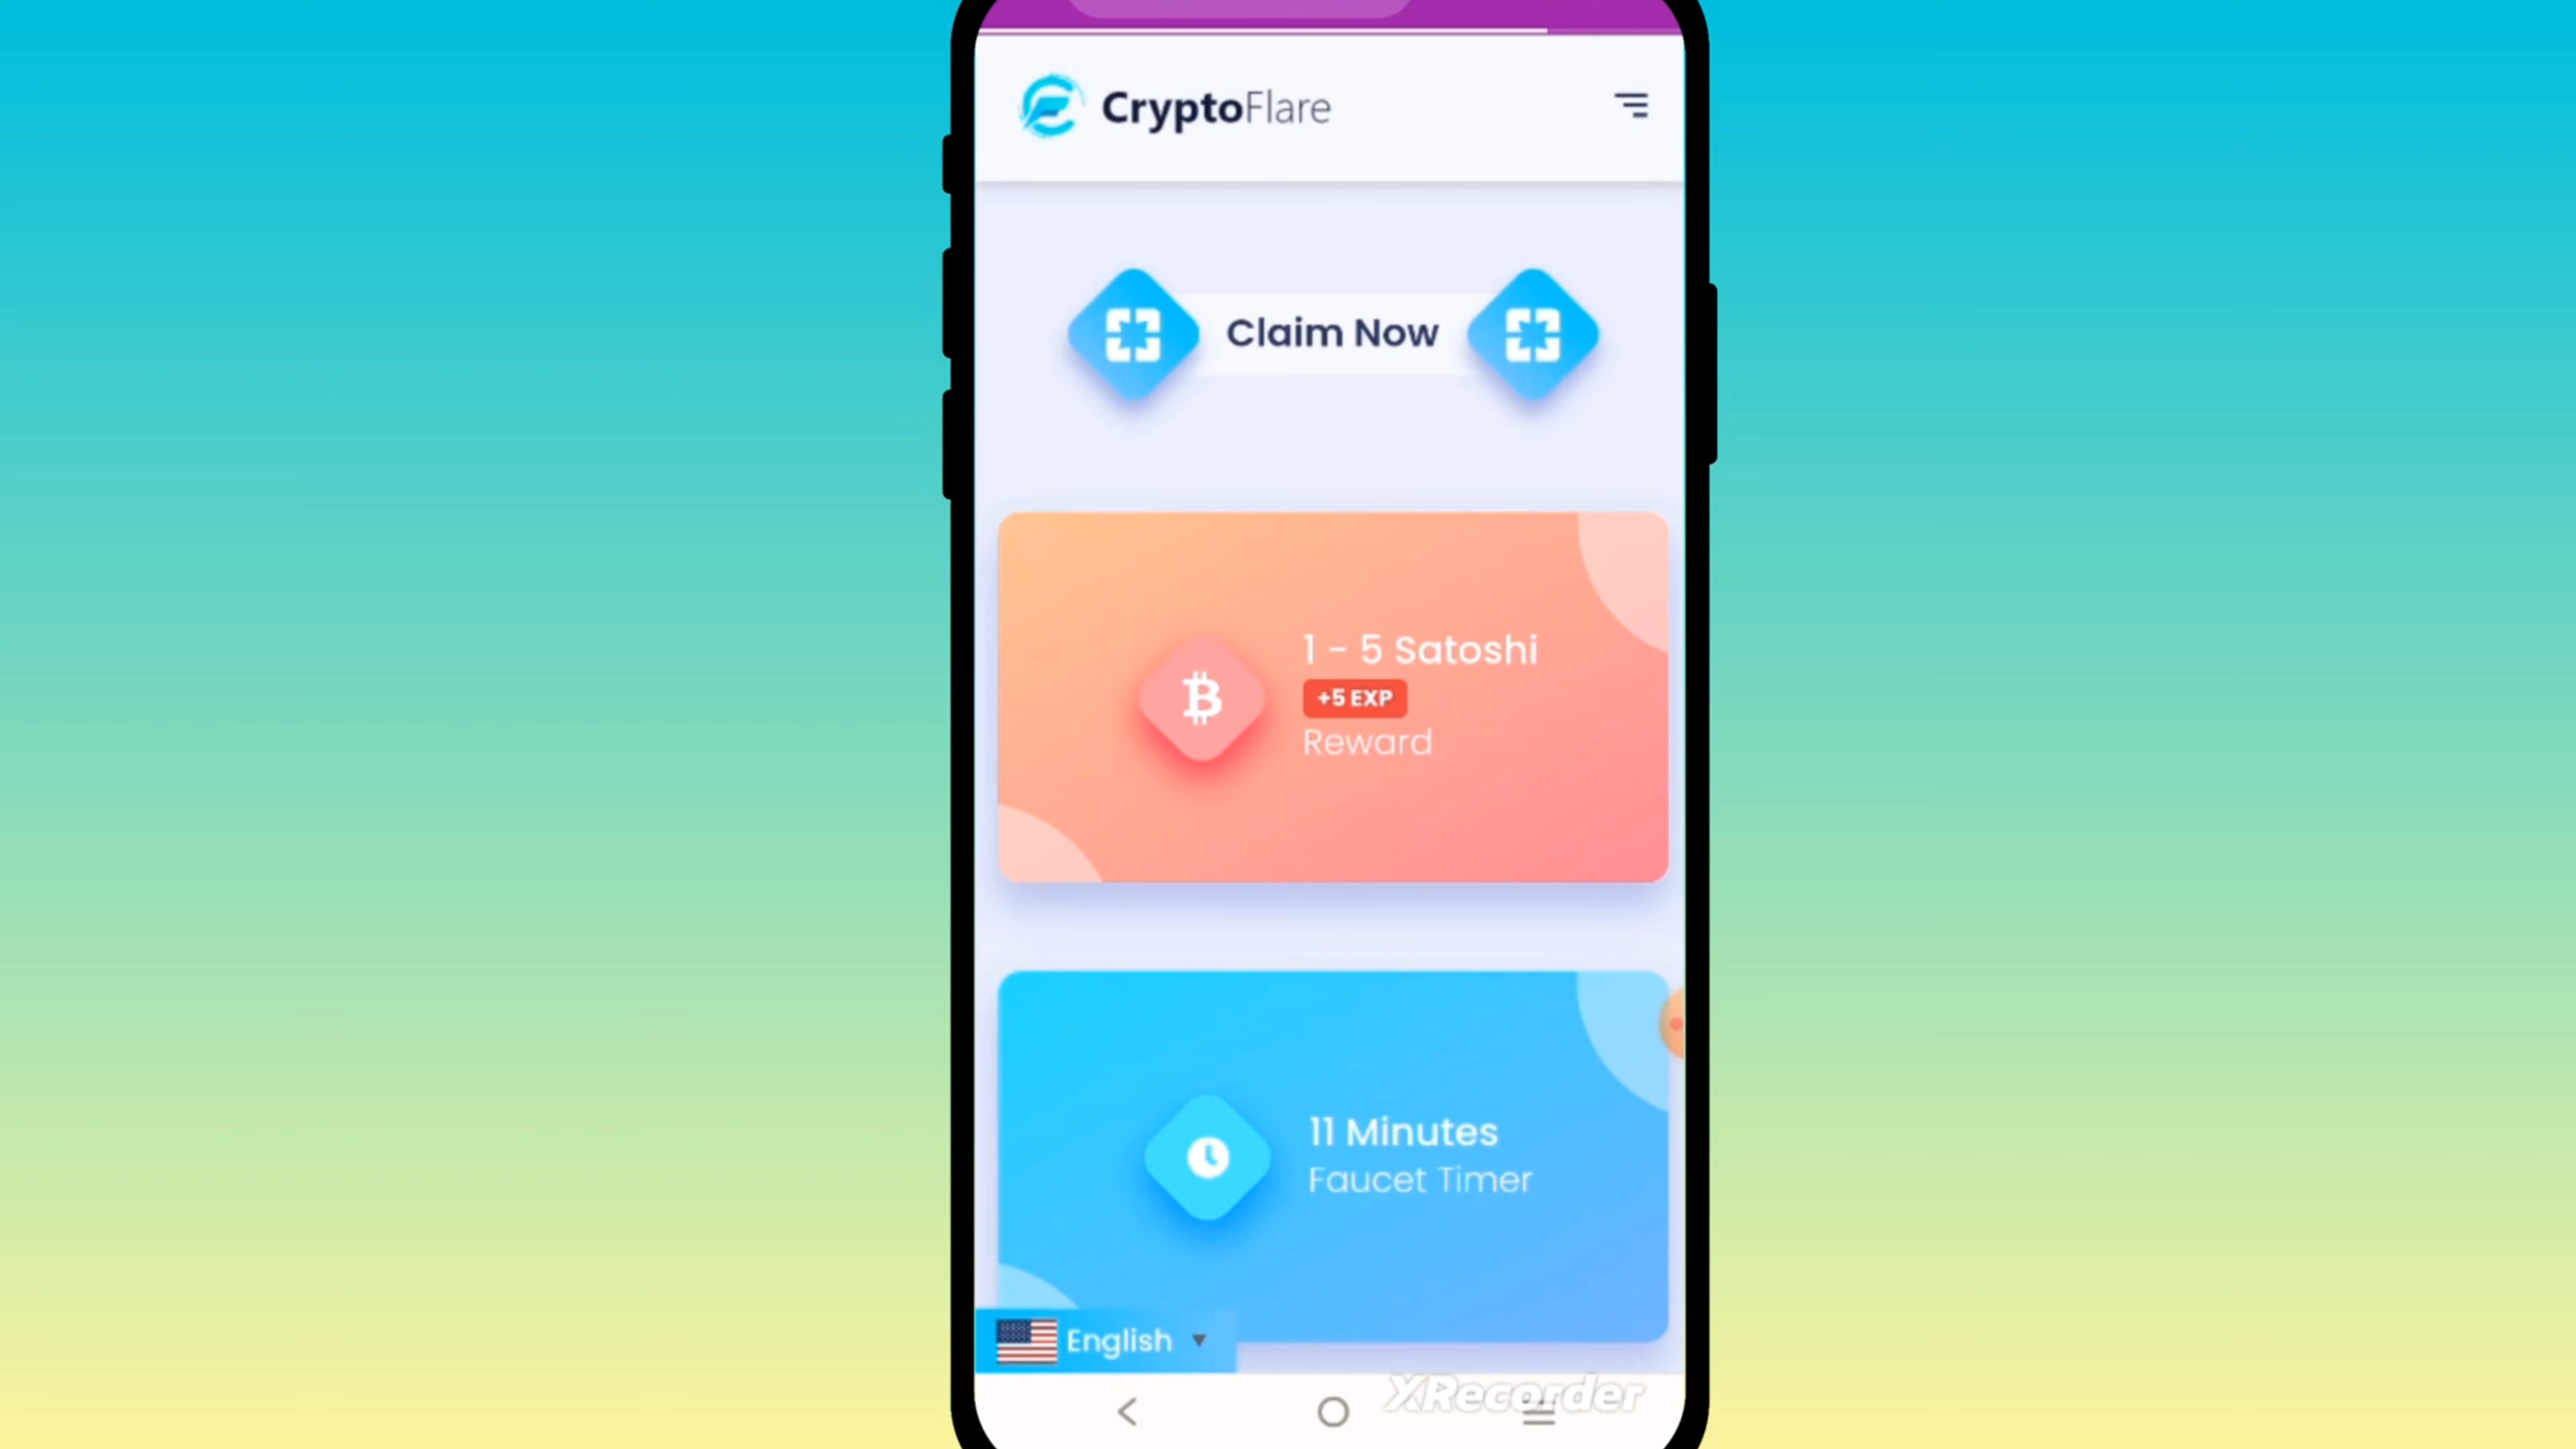 CryptoFlare
Claim Now
1 - 5 Satoshi
+5 EXP
Reward
11 Minutes
Faucet Timer
English
XRecorder